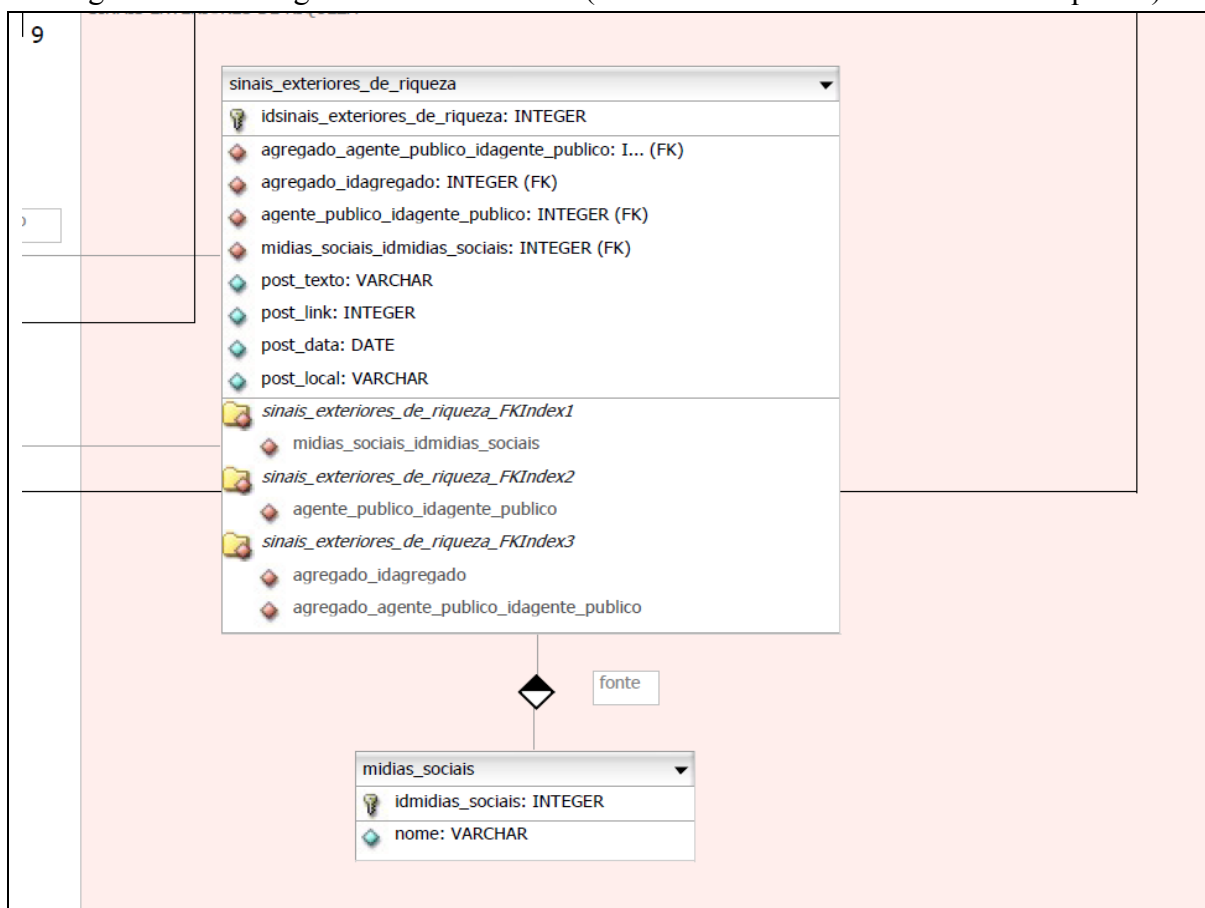 9
sinais_exteriores_de_riqueza
idsinais_exteriores_de_riqueza: INTEGER
agregado_agente_publico_idagente_publico: I... (FK)
agregado_idagregado: INTEGER (FK)
agente_publico_idagente_publico: INTEGER (FK)
midias_sociais_idmidias_sociais: INTEGER (FK)
post_texto: VARCHAR
post_link: INTEGER
post_data: DATE
post_local: VARCHAR
sinais_exteriores_de_riqueza_FKIndex1
midias_sociais_idmidias_sociais
sinais_exteriores_de_riqueza_FKIndex2
agente_publico_idagente_publico
sinais_exteriores_de_riqueza_FKIndex3
agregado_idagregado
agregado_agente_publico_idagente_publico
fonte
midias_sociais
idmidias_sociais: INTEGER
nome: VARCHAR